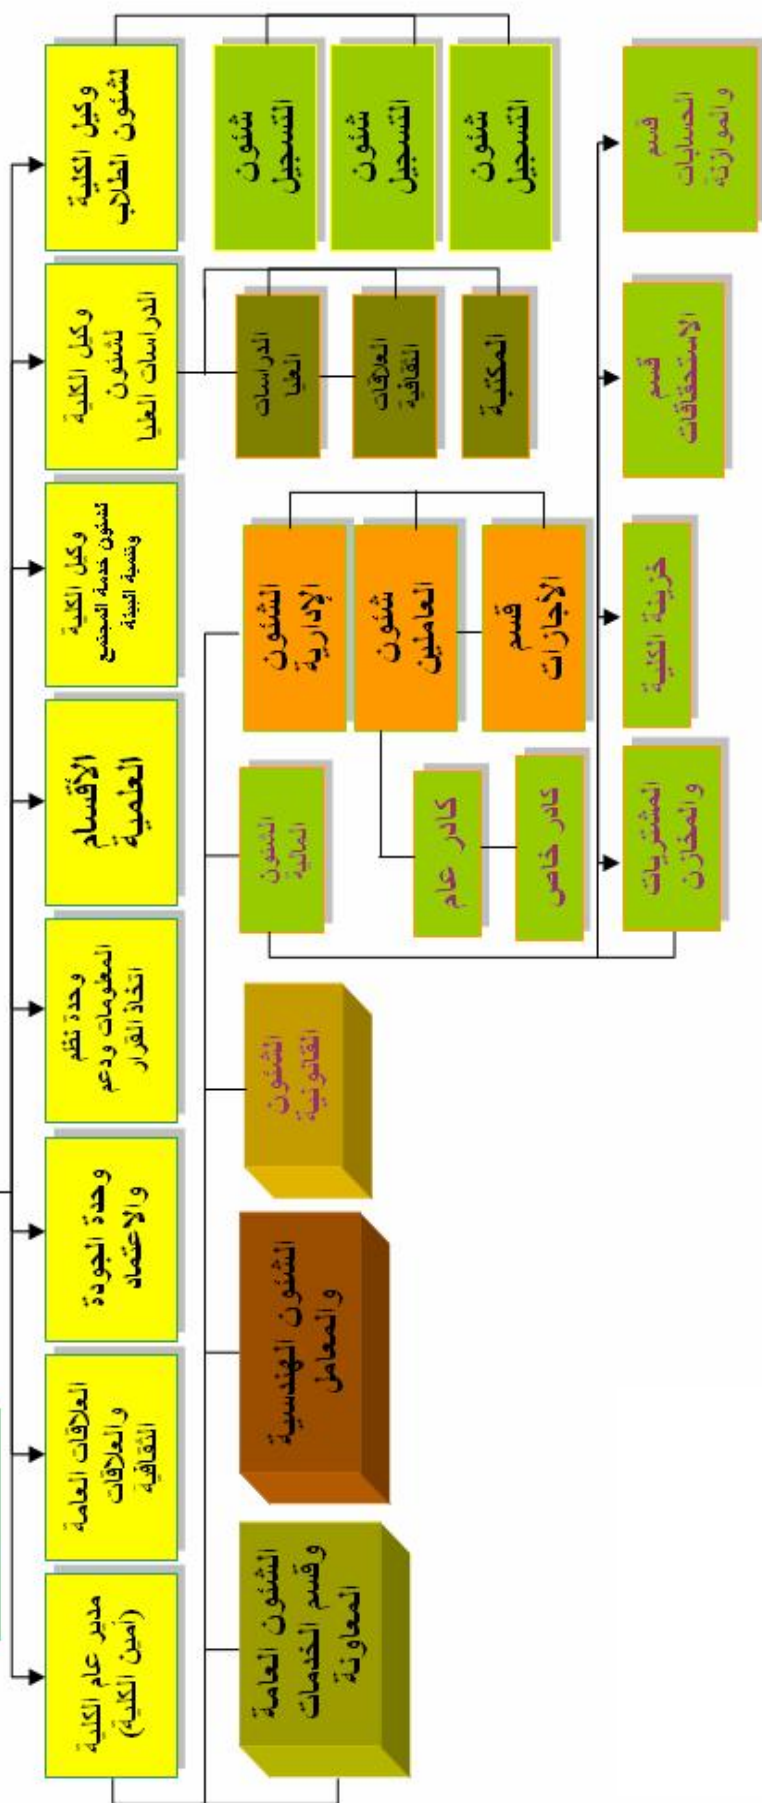 وكيل الكلية
لشئون الطلاب
وكيل الكلية
لشئون
الدراسات العليا
وكيل الكلية
لشئون خدمة المجتمع
وتنمية البيئة
الأقسام
العلمية
وحدة نظم
المعلومات ودعم
اتخاذ القرار
وحدة الجودة
والاعتماد
العلاقات العامة
والعلاقات
الثقافية
مدير عام الكلية
(أمين الكلية)
شئون
التسجيل
شئون
التسجيل
شئون
التسجيل
الدراسات
العليا
العلاقات
الثقافية
المكتبة
الشئون
الإدارية
شئون
العاملين
قسم
الأجازات
الشئون
المالية
كادر عام
كادر خاص
الشئون
القانونية
الشئون الهندسية
والمعامل
الشئون العامة
وقسم الخدمات
المعاونة
قسم
الحسابات
والموازنة
قسم
الاستحقاقات
خزينة الكلية
المشتريات
والمخازن